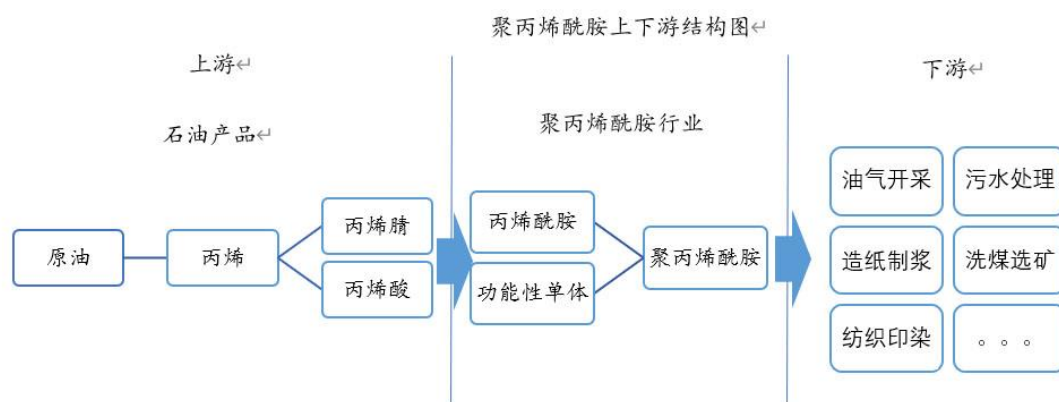 聚丙烯酰胺上下游结构图↵
上游
下游↵
石油产品↵
聚丙烯酰胺行业
油气开采
污水处理
丙烯腈
丙烯酰胺
原油
丙烯
聚丙烯酰胺
造纸制浆
洗煤选矿
丙烯酸
功能性单体
纺织印染
。。。